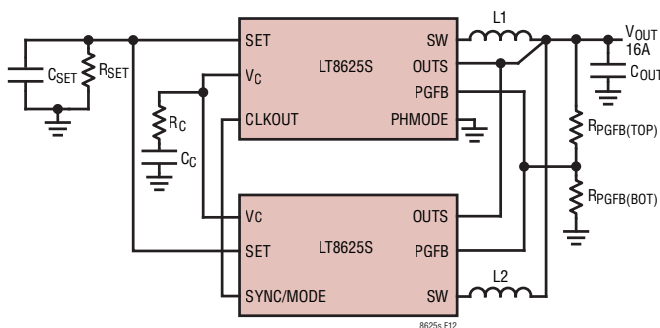 L1
VOUT
16A
SET
SW
CSET
RSET
LT8625S
OUTS
COUT
VC
PGFB
RC
CLKOUT
PHMODE
RPGFB(TOP)
CC
VC
OUTS
RPGFB(BOT)
SET
LT8625S
PGFB
L2
SYNC/MODE
SW
8625s F12